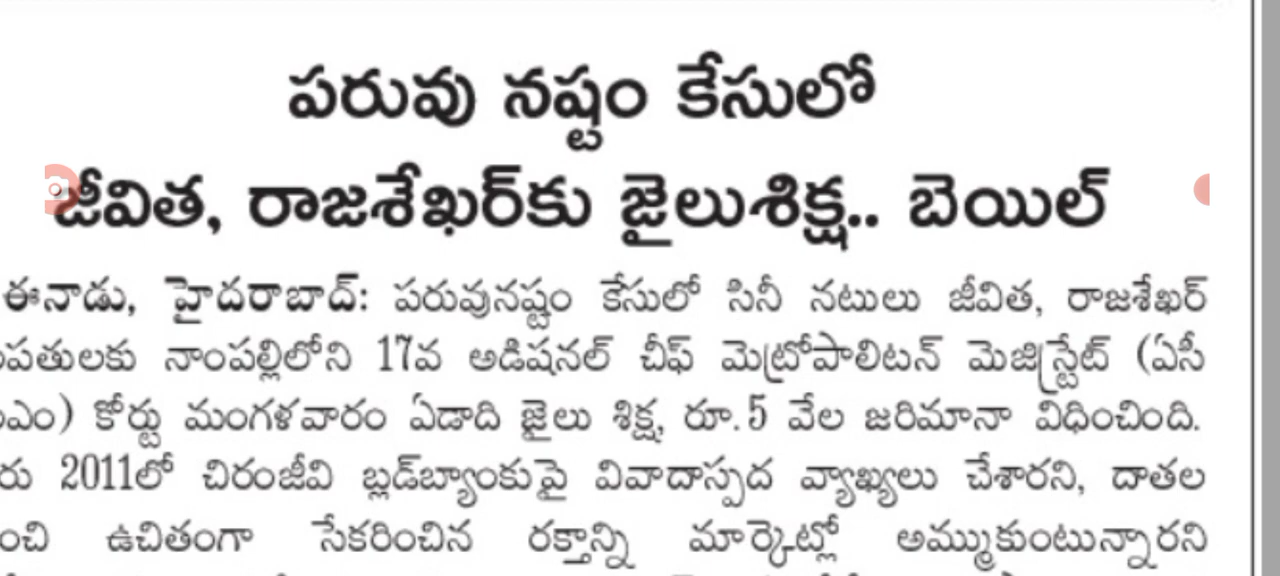 పరువు నష్టం కేసులో
జీవిత, రాజశేఖర్‌కు జైలుశిక్ష.. బెయిల్
ఈనాడు, హైదరాబాద్: పరువునష్టం కేసులో సినీ నటులు జీవిత, రాజశేఖర్
పతులకు నాంపల్లిలోని 17వ అడిషనల్ చీఫ్ మెట్రోపాలిటన్ మెజిస్ట్రేట్ (ఏసీ
ఎం) కోర్టు మంగళవారం ఏడాది జైలు శిక్ష, రూ.5 వేల జరిమానా విధించింది.
రు 2011లో చిరంజీవి బ్లడ్‌బ్యాంకుపై వివాదాస్పద వ్యాఖ్యలు చేశారని, దాతల
ంచి ఉచితంగా సేకరించిన రక్తాన్ని మార్కెట్లో అమ్ముకుంటున్నారని